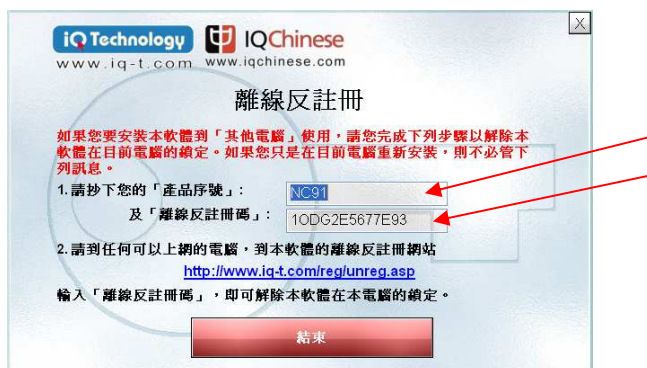 iQ Technology IQChinese
www.iq-t.com www.iqchinese.com
X
離線反註冊
如果您要安裝本軟體到「其他電腦」使用，請您完成下列步驟以解除本
軟體在目前電腦的鎖定。如果您只是在目前電腦重新安裝，則不必管下
列訊息。
1.請抄下您的「產品序號」： NC91
及「離線反註冊碼」： 1ODG2E5677E93
2.請到任何可以上網的電腦，到本軟體的離線反註冊網站
http://www.iq-t.com/reg/unreg.asp
輸入「離線反註冊碼」，即可解除本軟體在本電腦的鎖定。
結束